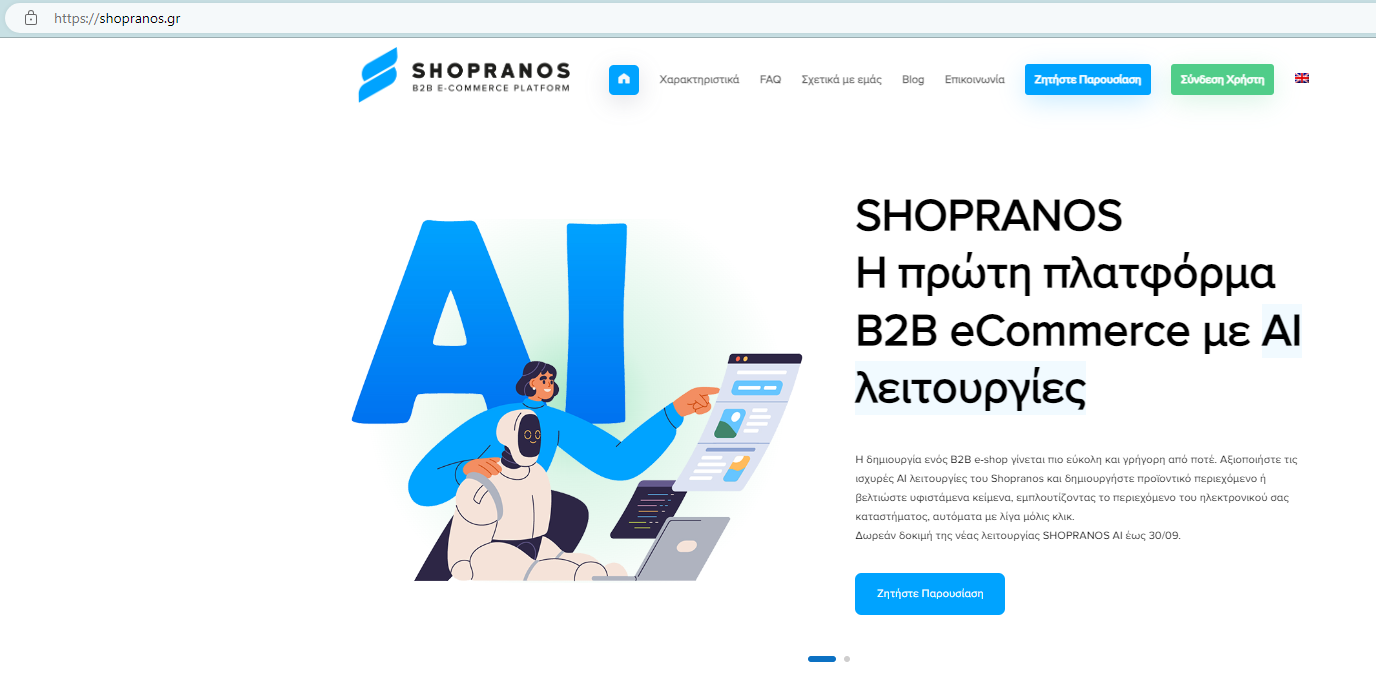 https://shopranos.gr
SHOPRANOS
B2B E-COMMERCE PLATFORM
Χαρακτηριστικά FAQ Σχετικά με εμάς Blog Επικοινωνία Ζητήστε Παρουσίαση Σύνδεση Χρήστη
AI
SHOPRANOS
Η πρώτη πλατφόρμα
B2B eCommerce με AI
λειτουργίες
Η δημιουργία ενός B2B e-shop γίνεται πιο εύκολη και γρήγορη από ποτέ. Αξιοποιήστε τις
ισχυρές AI λειτουργίες του Shopranos και δημιουργήστε προϊοντικό περιεχόμενο ή
βελτιώστε υφιστάμενα κείμενα, εμπλουτίζοντας το περιεχόμενο του ηλεκτρονικού σας
καταστήματος, αυτόματα με λίγα μόλις κλικ.
Δωρεάν δοκιμή της νέας λειτουργίας SHOPRANOS AI έως 30/09.
Ζητήστε Παρουσίαση